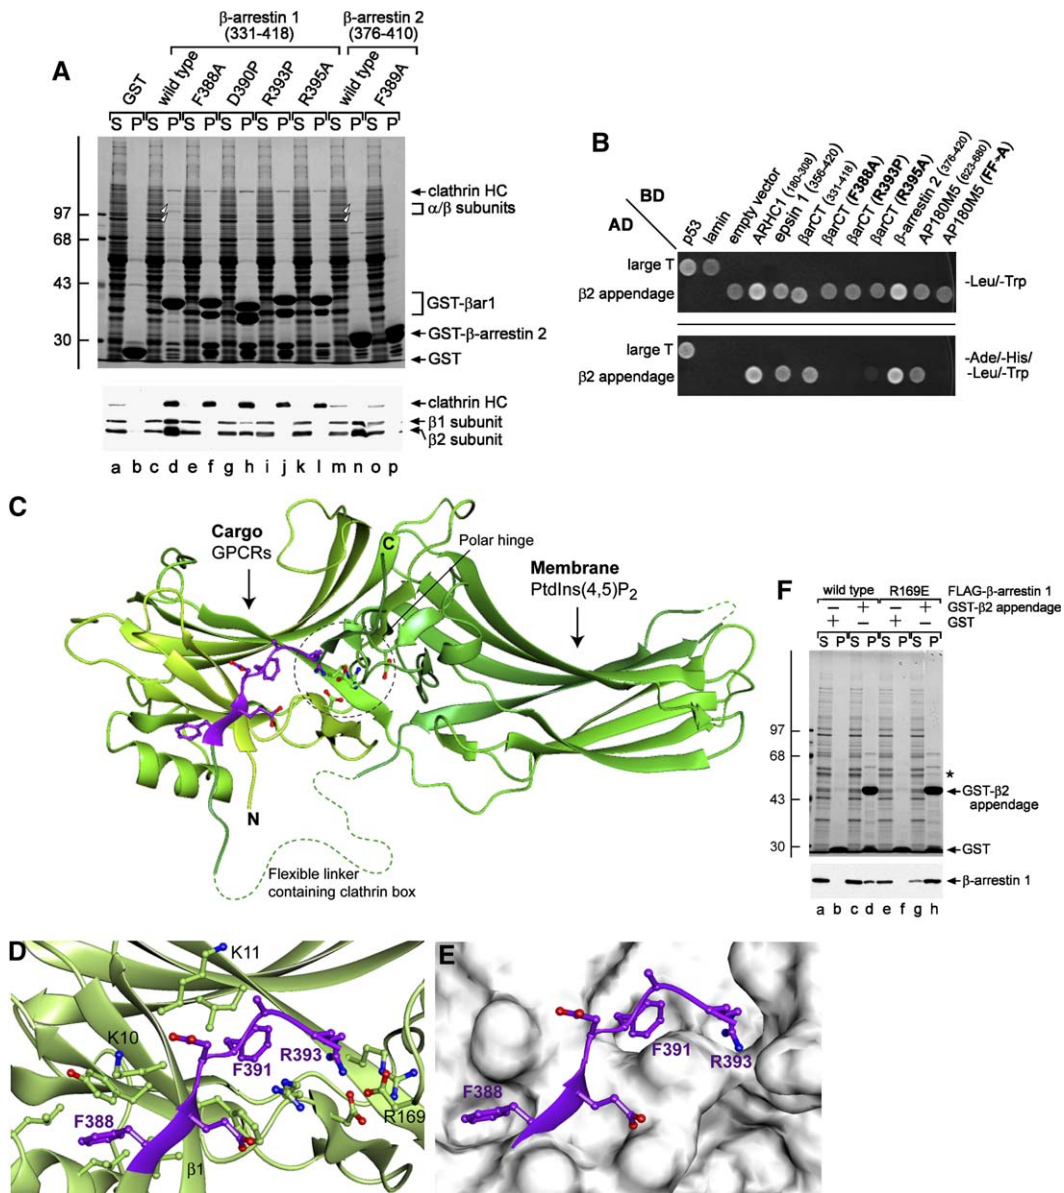 A
β-arrestin 1
(331-418)
β-arrestin 2
(376-410)
GST
wild type
F388A
D390P
R393P
R395A
wild type
F389A
S P S P S P S P S P S P S P S P
97
68
43
30
clathrin HC
α/β subunits
GST-βar1
GST-β-arrestin 2
GST
clathrin HC
β1 subunit
β2 subunit
a b c d e f g h i j k l m n o p
B
BD
AD
p53
lamin
empty vector
ARHC1 (180-308)
epsin 1 (356-420)
βarCT (331-418)
βarCT (F388A)
βarCT (R393P)
βarCT (R395A)
β-arrestin 2 (376-420)
AP180M5 (623-680)
AP180M5 (FF→A)
large T
β2 appendage
-Leu/-Trp
large T
β2 appendage
-Ade/-His/
-Leu/-Trp
C
Cargo
GPCRs
C
Polar hinge
Membrane
PtdIns(4,5)P2
N
Flexible linker
containing clathrin box
F
wild type R169E FLAG-β-arrestin 1
− + − + GST-β2 appendage
+ − + − GST
S P S P S P S P
97
68
43
30
*
GST-β2
appendage
GST
β-arrestin 1
a b c d e f g h
D
K11
K10
F391
R393
R169
F388
β1
E
F391
R393
F388